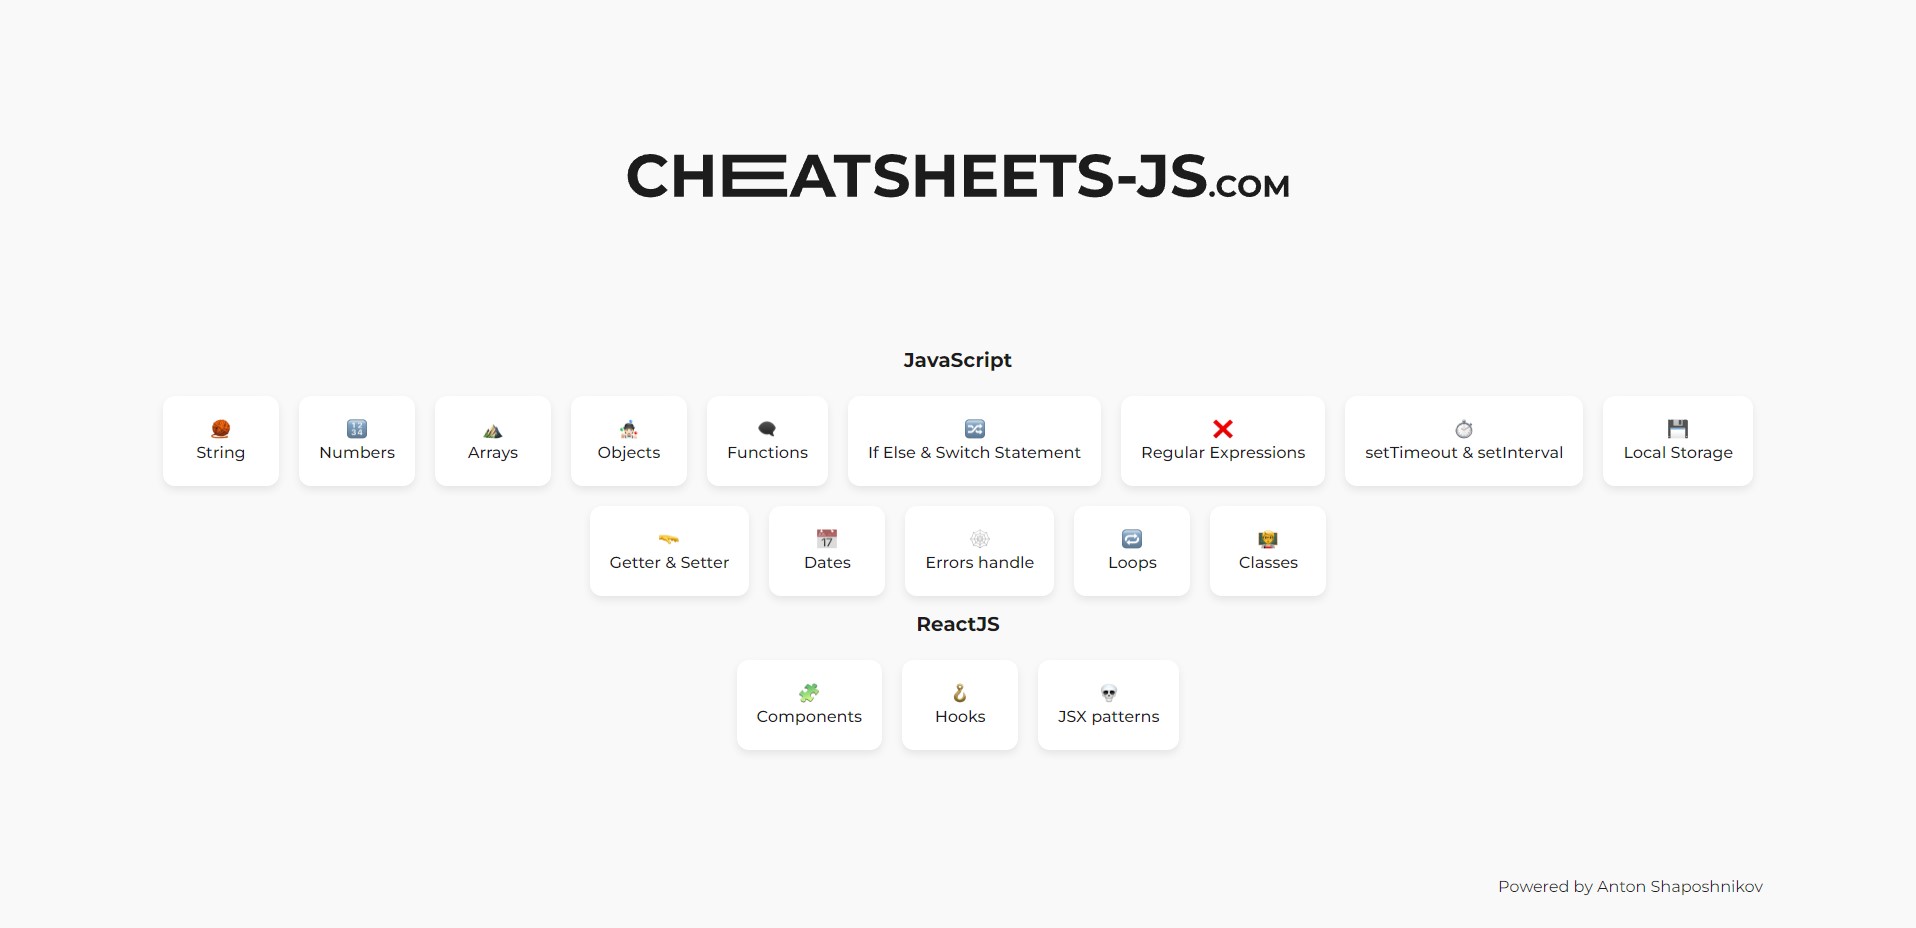 CHEATSHEETS-JS.COM
JavaScript
String
Numbers
Arrays
Objects
Functions
If Else & Switch Statement
Regular Expressions
setTimeout & setInterval
Local Storage
Getter & Setter
Dates
Errors handle
Loops
Classes
ReactJS
Components
Hooks
JSX patterns
Powered by Anton Shaposhnikov